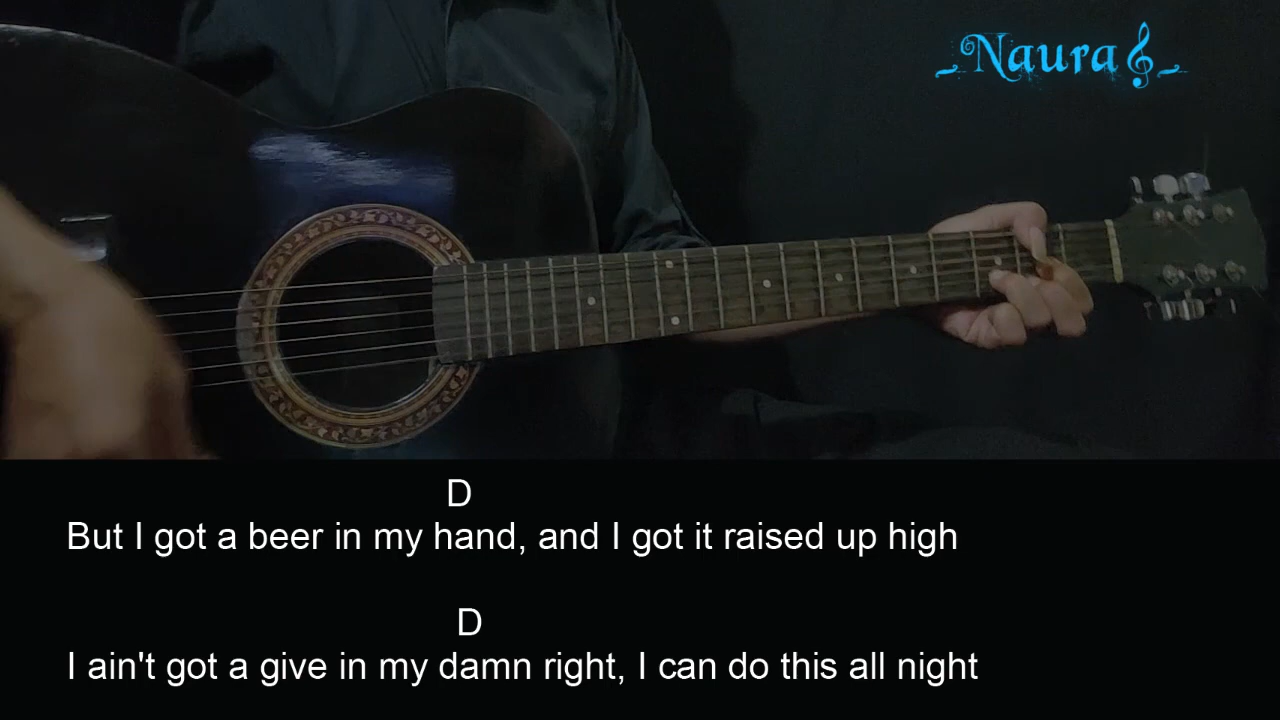 Naura
D
But I got a beer in my hand, and I got it raised up high
D
I ain't got a give in my damn right, I can do this all night